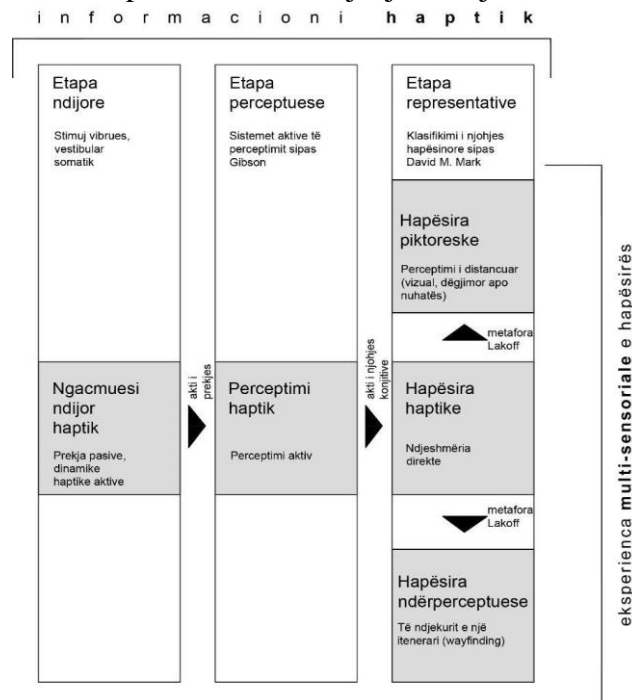 informacioni haptik
Etapa
ndijore
Stimuj vibrues,
vestibular
somatik
Ngacmuesi
ndijor
haptik
Prekja pasive,
dinamike
haptike aktive
akti i
prekjes
Etapa
perceptuese
Sistemet aktive të
perceptimit sipas
Gibson
Perceptimi
haptik
Perceptimi aktiv
akti i njohjes
konjitive
Etapa
representative
Klasifikimi i njohjes
hapësinore sipas
David M. Mark
Hapësira
piktoreske
Perceptimi i distancuar
(vizual, dëgjimor apo
nuhatës)
metafora
Lakoff
Hapësira
haptike
Ndjeshmëria
direkte
metafora
Lakoff
Hapësira
ndërperceptuese
Të ndjekurit e një
itenerari (wayfinding)
eksperienca multi-sensoriale e hapësirës